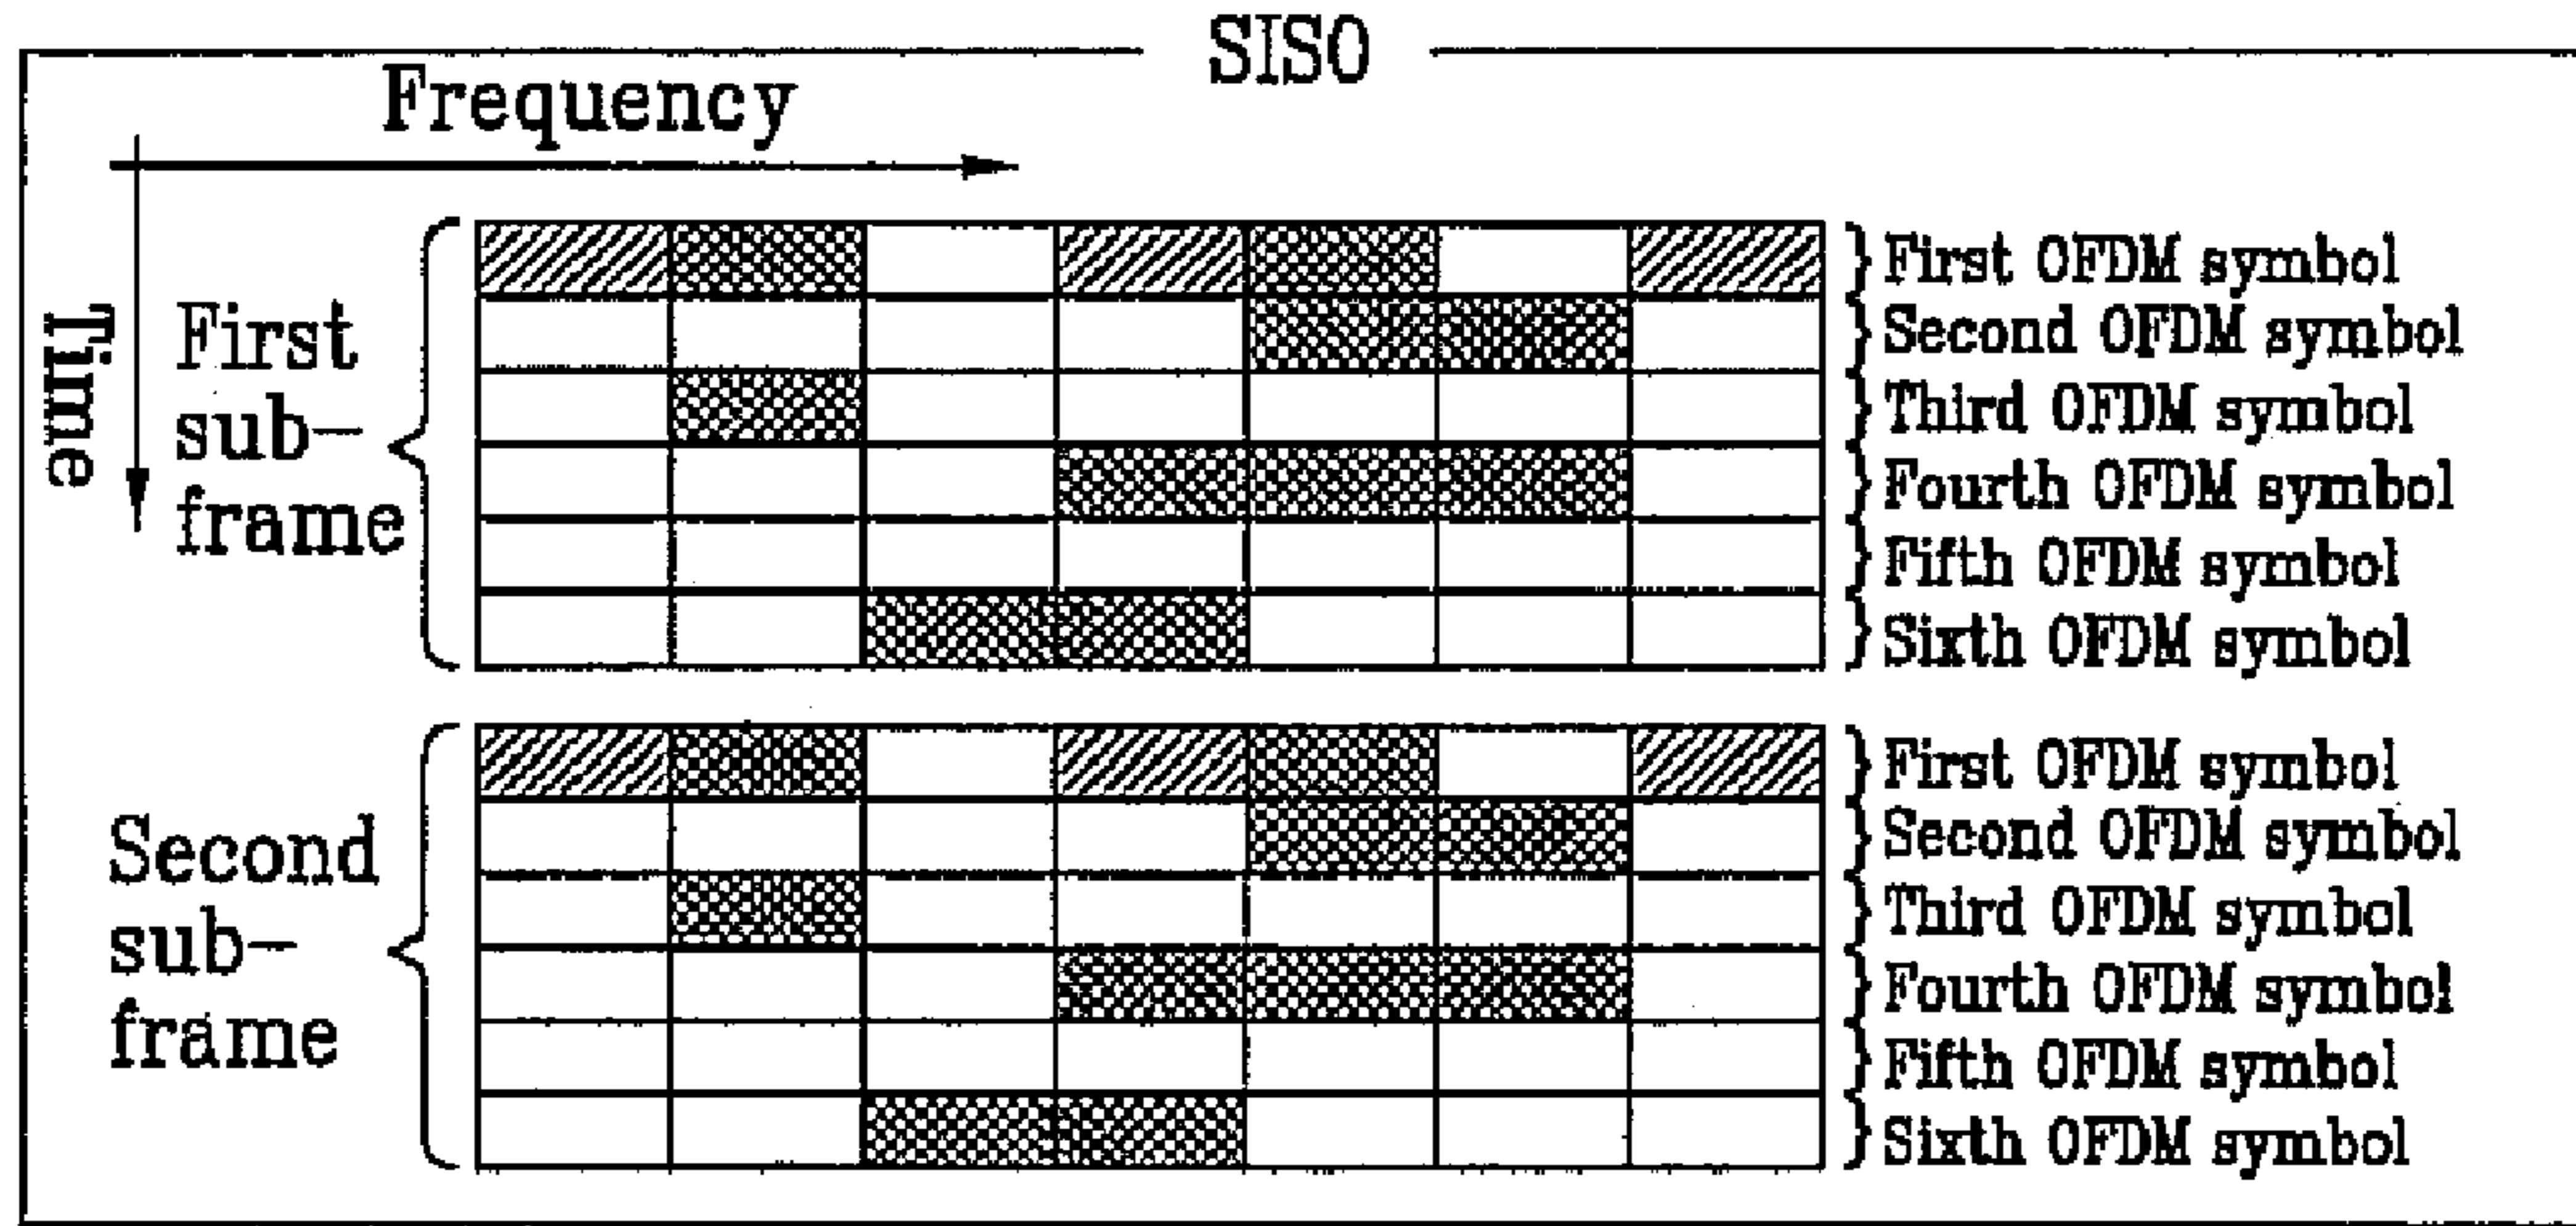 SISO
Frequency
Time
First
sub-
frame
First OFDM symbol
Second OFDM symbol
Third OFDM symbol
Fourth OFDM symbol
Fifth OFDM symbol
Sixth OFDM symbol
Second
sub-
frame
First OFDM symbol
Second OFDM symbol
Third OFDM symbol
Fourth OFDM symbol
Fifth OFDM symbol
Sixth OFDM symbol